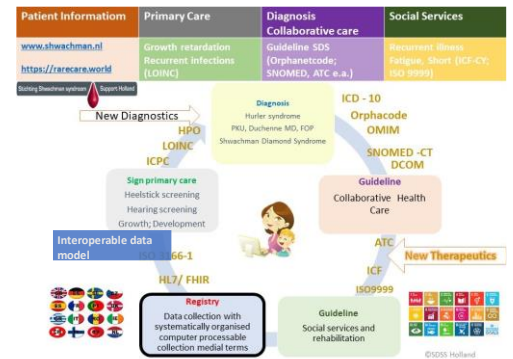 Patient Informatiom
Primary Care
Diagnosis
Collaborative care
Social Services
www.shwachman.nl
https://rarecare.world
Growth retardation
Recurrent infections
(LOINC)
Guideline SDS
(Orphanetcode;
SNOMED, ATC e.a.)
Recurrent illness
Fatigue, Short (ICF-CY;
ISO 9999)
Stichting Shwachman syndroom
Support Holland
New Diagnostics
Diagnosis
Hurler syndrome
PKU, Duchenne MD, FOP
Shwachman Diamond Syndrome
ICD - 10
Orphacode
OMIM
SNOMED -CT
DCOM
HPO
LOINC
ICPC
Sign primary care
Heelstick screening
Hearing screening
Growth; Development
Guideline
Collaborative Health
Care
Interoperable data
model
ISO 3166-1
HL7/ FHIR
ATC
New Therapeutics
ICF
ISO9999
Registry
Data collection with
systematically organised
computer processable
collection medial terms
Guideline
Social services and
rehabilitation
©SDSS Holland